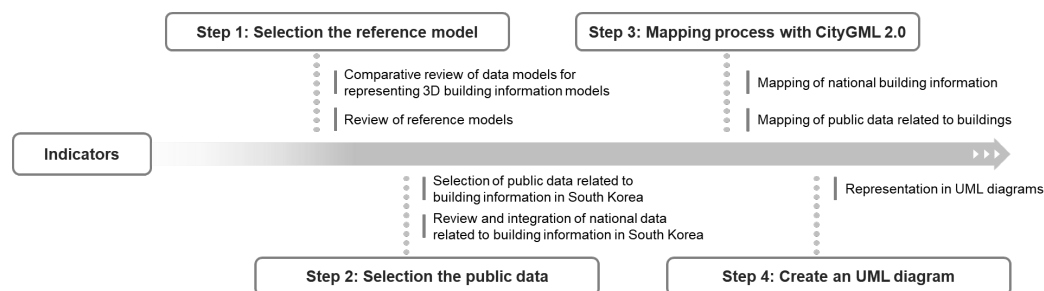 Step 1: Selection the reference model
Comparative review of data models for
representing 3D building information models
Review of reference models
Step 3: Mapping process with CityGML 2.0
Mapping of national building information
Mapping of public data related to buildings
Indicators
Selection of public data related to
building information in South Korea
Review and integration of national data
related to building information in South Korea
Step 2: Selection the public data
Representation in UML diagrams
Step 4: Create an UML diagram